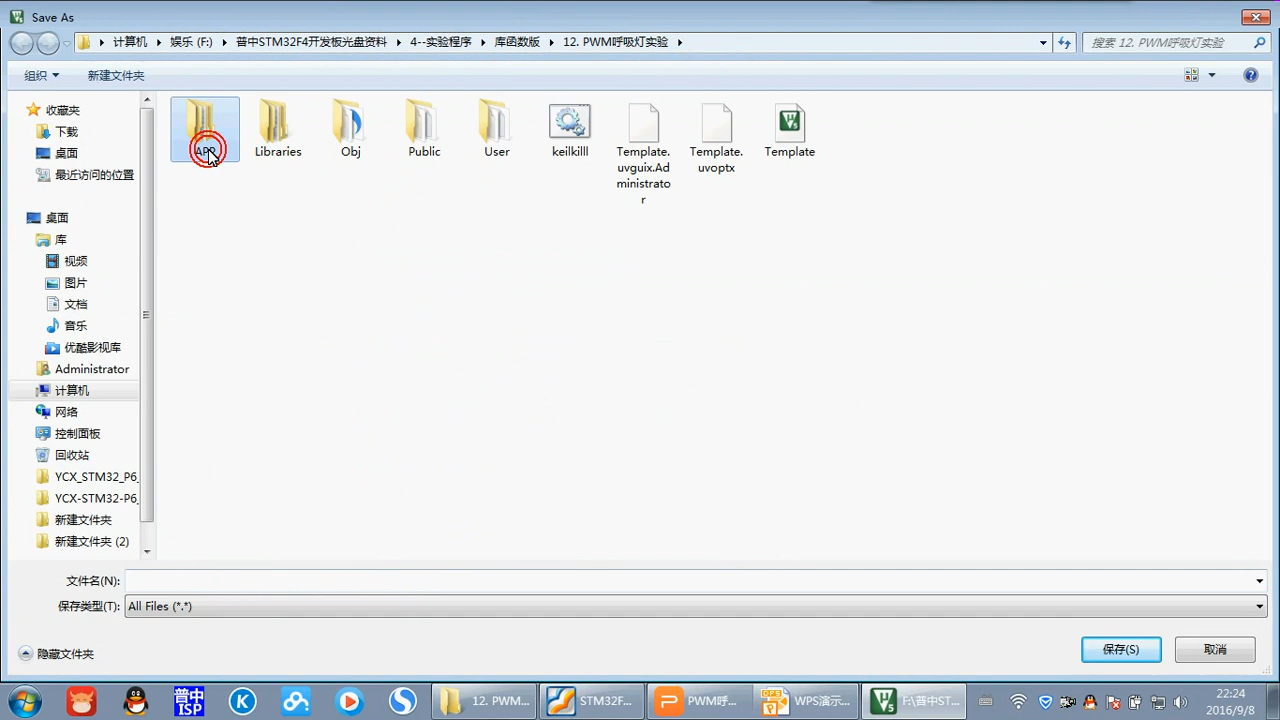 Save As
计算机 娱乐 (F:) 普中STM32F4开发板光盘资料 4--实验程序 库函数版 12. PWM呼吸灯实验
搜索 12. PWM呼吸灯实验
组织 新建文件夹
收藏夹
下载
桌面
最近访问的位置
桌面
库
视频
图片
文档
音乐
优酷影视库
Administrator
计算机
网络
控制面板
回收站
YCX_STM32_P6_
YCX-STM32-P6_
新建文件夹
新建文件夹 (2)
APP
Libraries
Obj
Public
User
keilkilll
Template.
uvguix.Ad
ministrato
r
Template.
uvoptx
Template
文件名(N):
保存类型(T): All Files (*.*)
隐藏文件夹
保存(S)
取消
普中
ISP
12. PWM...
STM32F...
PWM呼...
WPS演示...
F:\普中ST...
22:24
2016/9/8